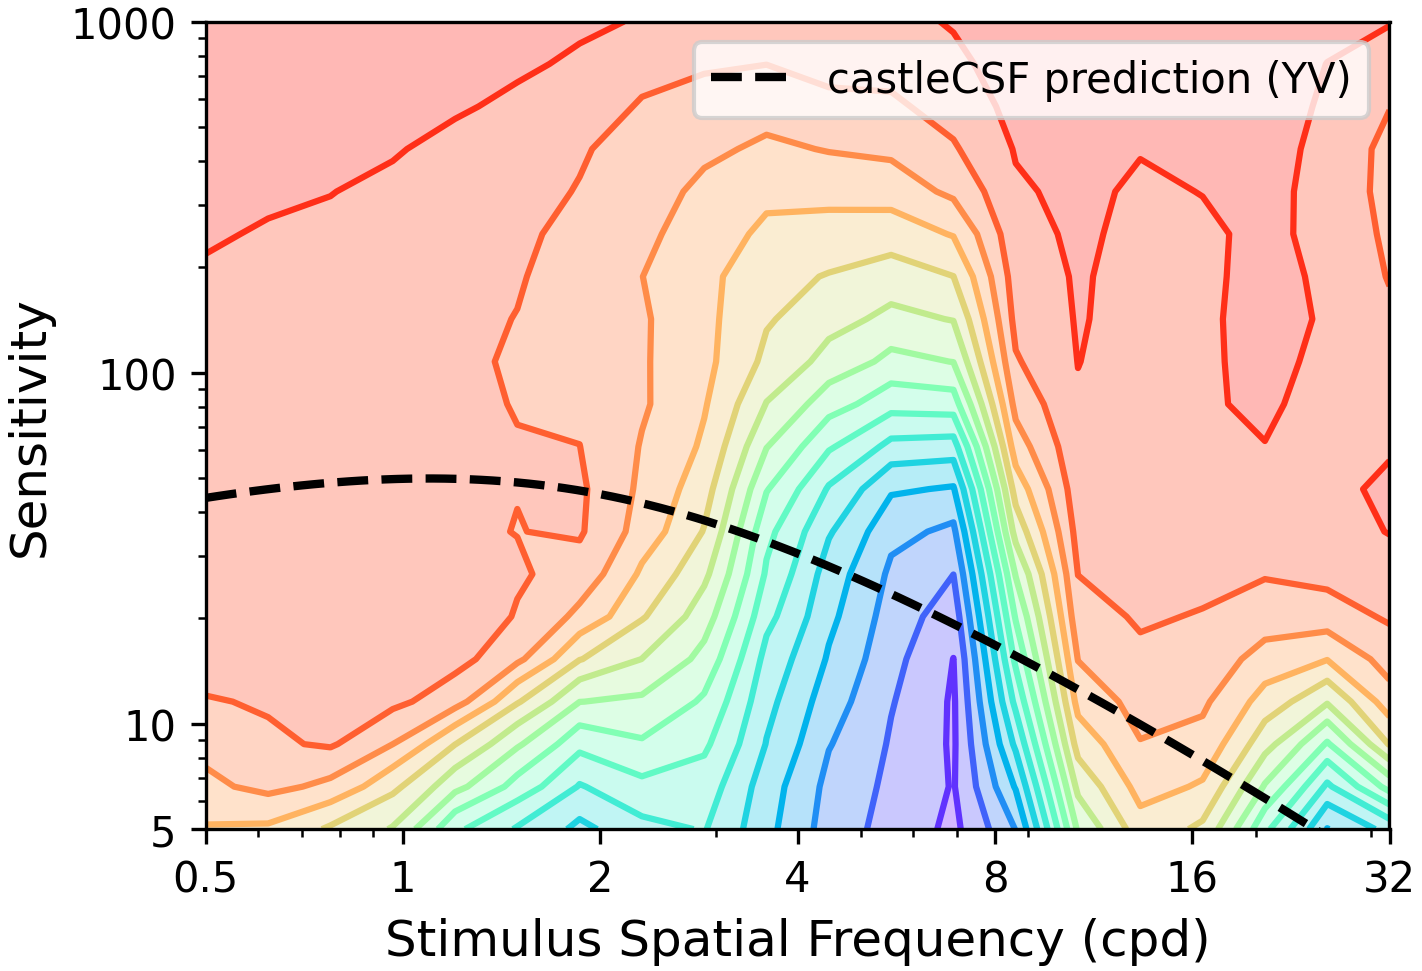 1000
castleCSF prediction (YV)
Sensitivity
100
10
5
0.5 1 2 4 8 16 32
Stimulus Spatial Frequency (cpd)